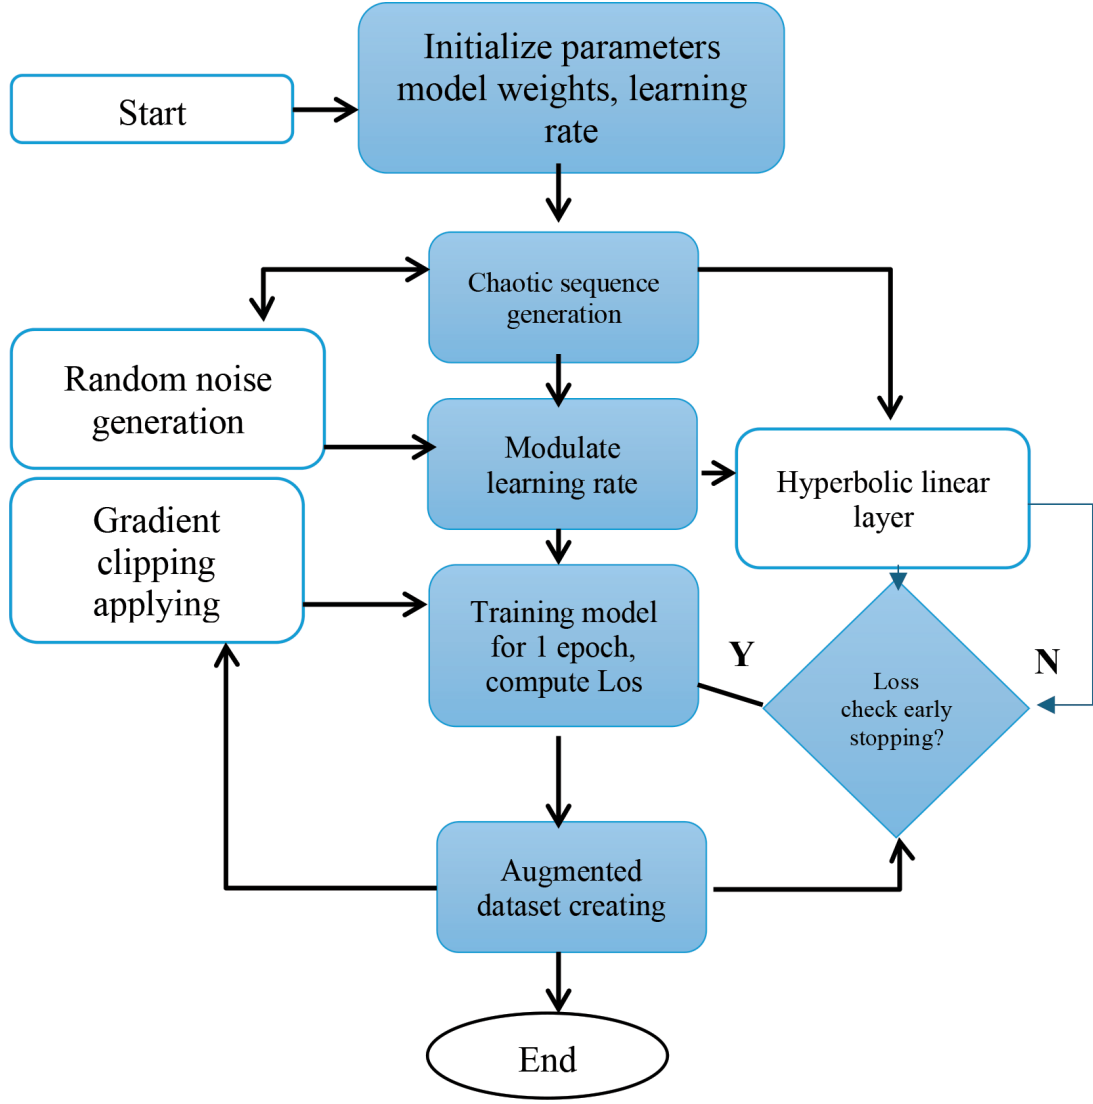 Initialize parameters
model weights, learning
rate
Start
Chaotic sequence
generation
Random noise
generation
Modulate
learning rate
Hyperbolic linear
layer
Gradient
clipping
applying
Training model
for 1 epoch,
compute Los
Y
N
Loss
check early
stopping?
Augmented
dataset creating
End